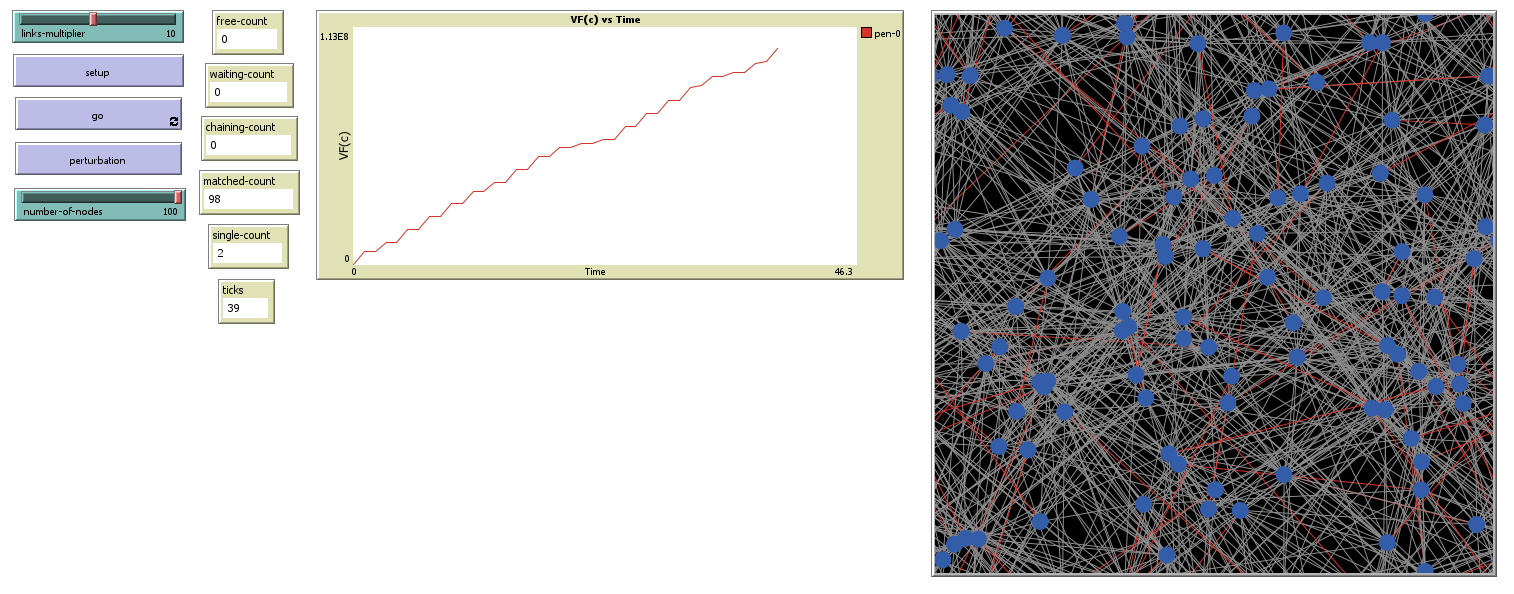 links-multiplier 10
setup
go
perturbation
number-of-nodes 100
free-count
0
waiting-count
0
chaining-count
0
matched-count
98
single-count
2
ticks
39
VF(c) vs Time
1.13E8
VF(c)
0
0 Time 46.3
pen-0